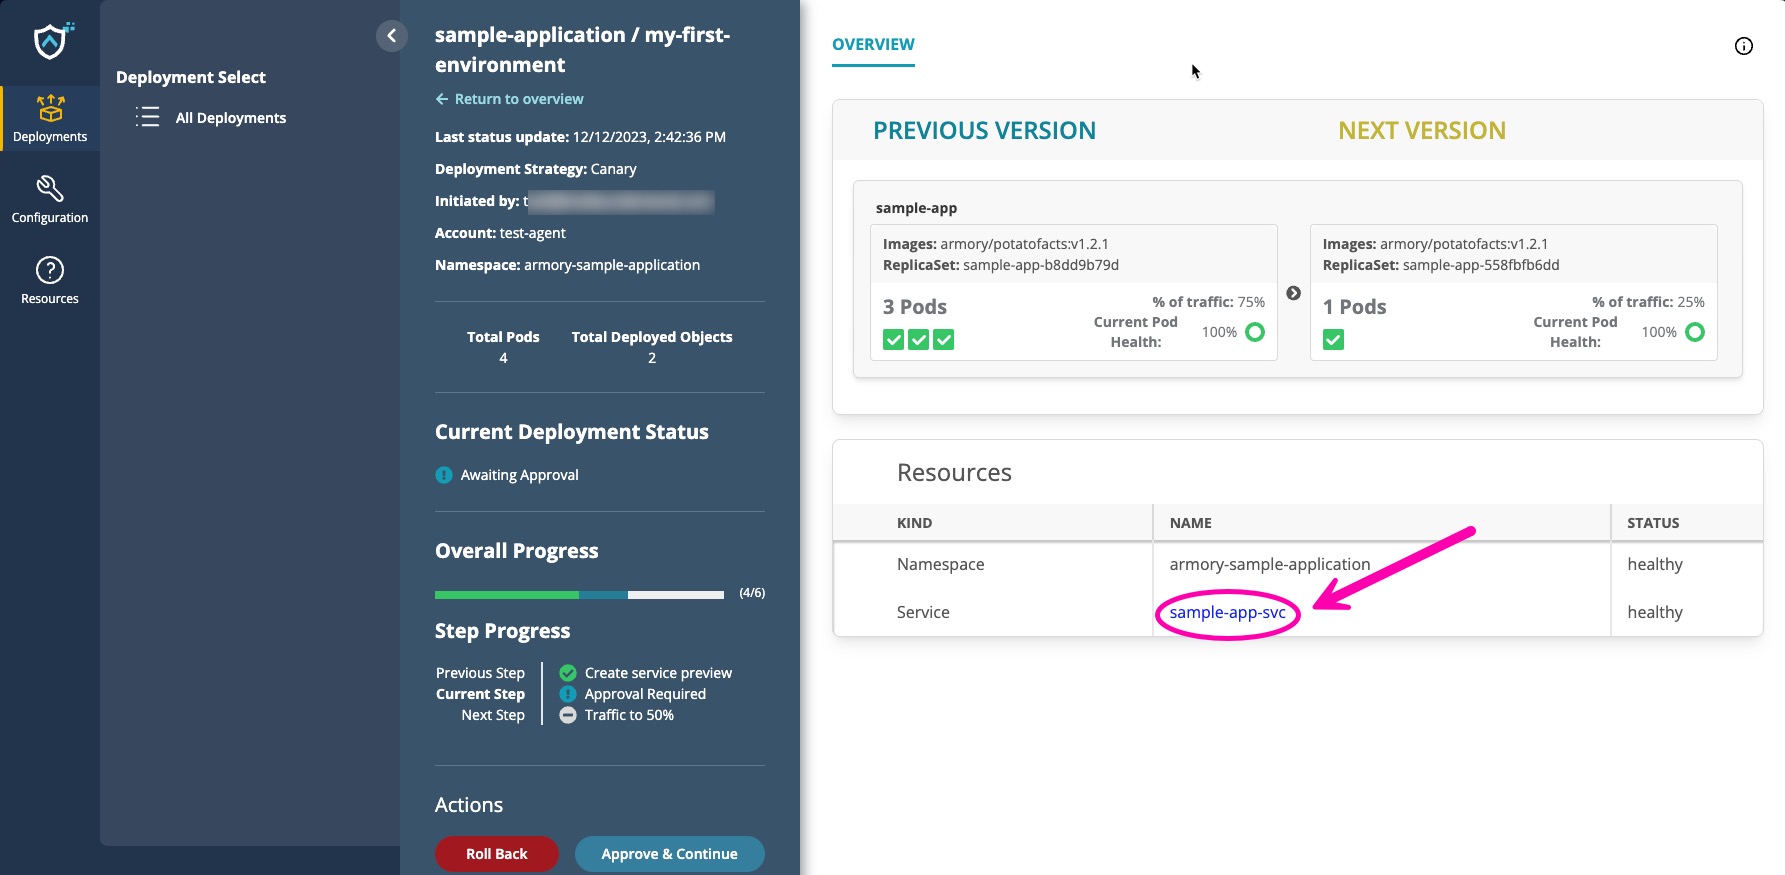 Deployments
Configuration
Resources
Deployment Select
All Deployments
sample-application / my-first-
environment
Return to overview
Last status update: 12/12/2023, 2:42:36 PM
Deployment Strategy: Canary
Initiated by: t
Account: test-agent
Namespace: armory-sample-application
Total Pods
4
Total Deployed Objects
2
Current Deployment Status
Awaiting Approval
Overall Progress
(4/6)
Step Progress
Previous Step Create service preview
Current Step Approval Required
Next Step Traffic to 50%
Actions
Roll Back
Approve & Continue
OVERVIEW
PREVIOUS VERSION
NEXT VERSION
sample-app
Images: armory/potatofacts:v1.2.1
ReplicaSet: sample-app-b8dd9b79d
3 Pods
% of traffic: 75%
Current Pod
Health:
100%
Images: armory/potatofacts:v1.2.1
ReplicaSet: sample-app-558fbfb6dd
1 Pods
% of traffic: 25%
Current Pod
Health:
100%
Resources
KIND NAME STATUS
Namespace armory-sample-application healthy
Service sample-app-svc healthy